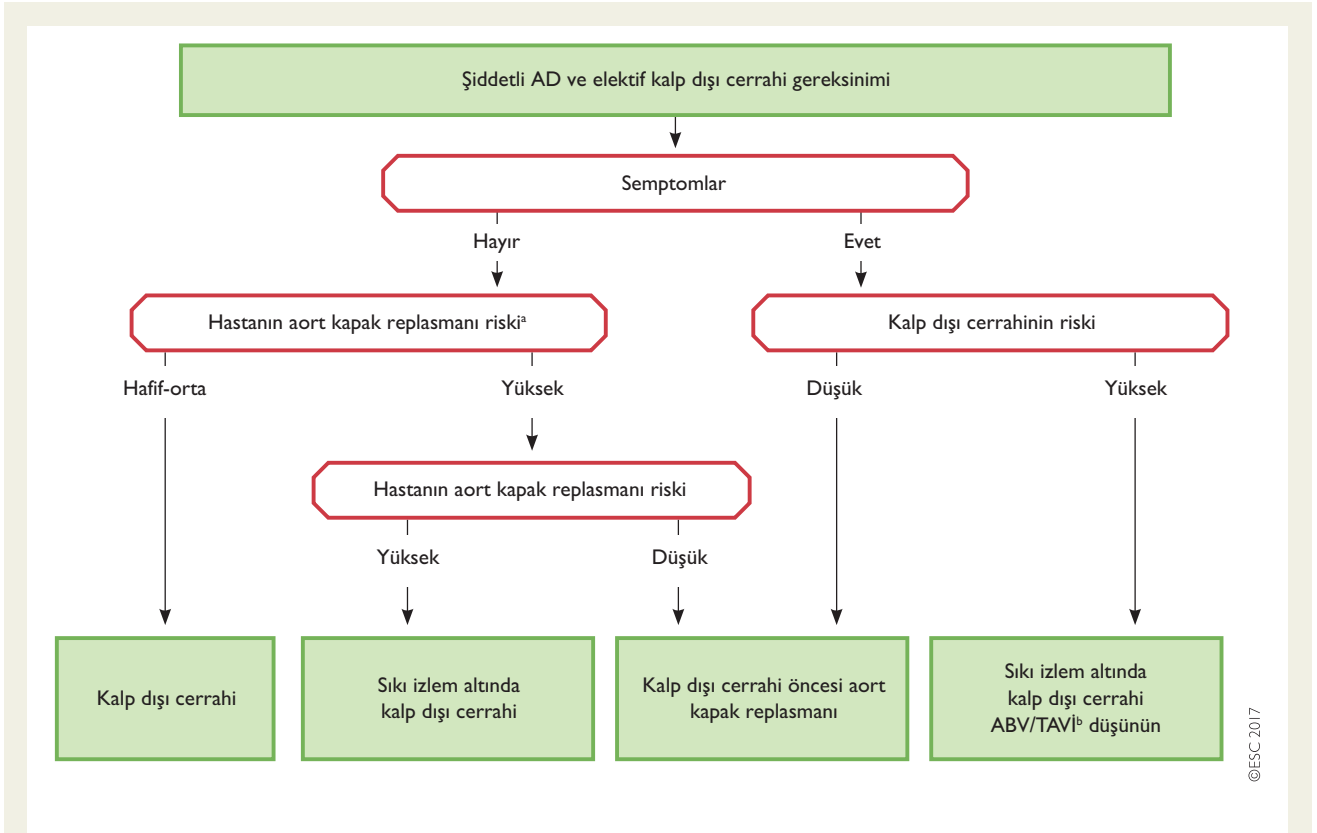 Şiddetli AD ve elektif kalp dışı cerrahi gereksinimi
Semptomlar
Hayır
Evet
Hastanın aort kapak replasmanı riskiᵃ
Kalp dışı cerrahinin riski
Hafif-orta
Yüksek
Düşük
Yüksek
Hastanın aort kapak replasmanı riski
Yüksek
Düşük
Kalp dışı cerrahi
Sıkı izlem altında
kalp dışı cerrahi
Kalp dışı cerrahi öncesi aort
kapak replasmanı
Sıkı izlem altında
kalp dışı cerrahi
ABV/TAVİᵇ düşünün
©ESC 2017